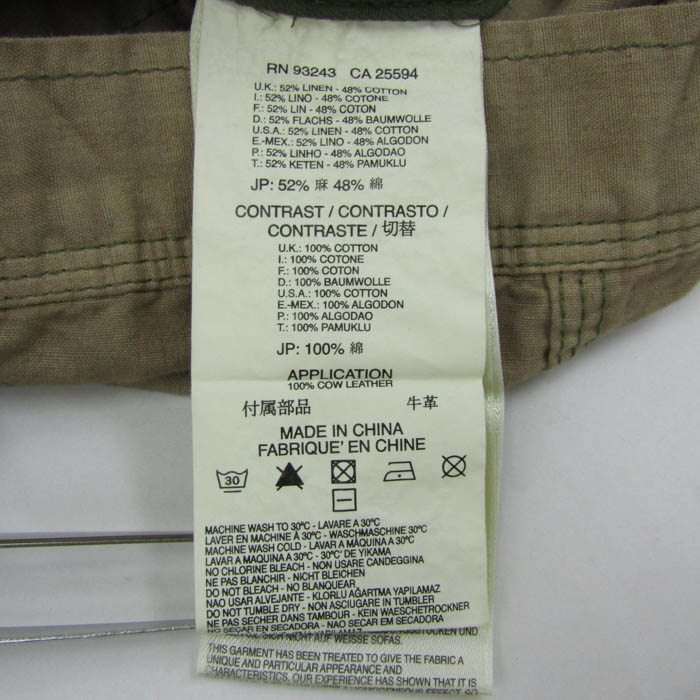 RN 93243 CA 25594
U.K.: 52% LINEN - 48% COTTON
I.: 52% LINO - 48% COTONE
F.: 52% LIN - 48% COTON
D.: 52% FLACHS - 48% BAUMWOLLE
U.S.A.: 52% LINEN - 48% COTTON
E.-MEX.: 52% LINO - 48% ALGODON
P.: 52% LINHO - 48% ALGODAO
T.: 52% KETEN - 48% PAMUKLU
JP: 52% 麻 48% 綿
CONTRAST / CONTRASTO /
CONTRASTE / 切替
U.K.: 100% COTTON
I.: 100% COTONE
F.: 100% COTON
D.: 100% BAUMWOLLE
U.S.A.: 100% COTTON
E.-MEX.: 100% ALGODON
P.: 100% ALGODAO
T.: 100% PAMUKLU
JP: 100% 綿
APPLICATION
100% COW LEATHER
付属部品 牛革
MADE IN CHINA
FABRIQUE' EN CHINE
30
MACHINE WASH TO 30°C - LAVARE A 30°C
LAVER EN MACHINE A 30°C - WASCHMASCHINE 30°C
MACHINE WASH COLD - LAVAR A MÀQUINA A 30°C
LAVAR A MAQUINA A 30°C - 30°C' DE YIKAMA
NO CHLORINE BLEACH - NON USARE CANDEGGINA
NE PAS BLANCHIR - NICHT BLEICHEN
DO NOT BLEACH - NO BLANQUEAR
NAO USAR ALVEJANTE - KLORLU AGARTMA YAPILAMAZ
DO NOT TUMBLE DRY - NON ASCIUGARE IN TUMBLER
NE PAS SECHER DANS TAMBOUR - KEIN WAESCHETROCKNER
NO SECAR EN SECADORA - NAO SECAR EM SECADORA
THIS GARMENT HAS BEEN TREATED TO GIVE THE FABRIC A
UNIQUE AND PARTICULAR APPEARANCE AND
CHARACTERISTICS. OUR EXPERIENCE HAS SHOWN